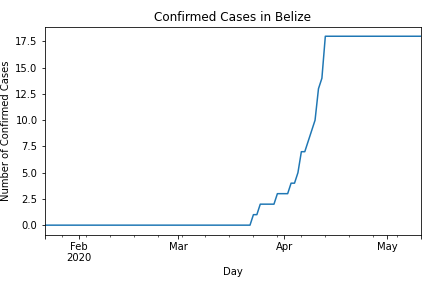 Confirmed Cases in Belize
Number of Confirmed Cases
17.5
15.0
12.5
10.0
7.5
5.0
2.5
0.0
Feb Mar Apr May
2020
Day